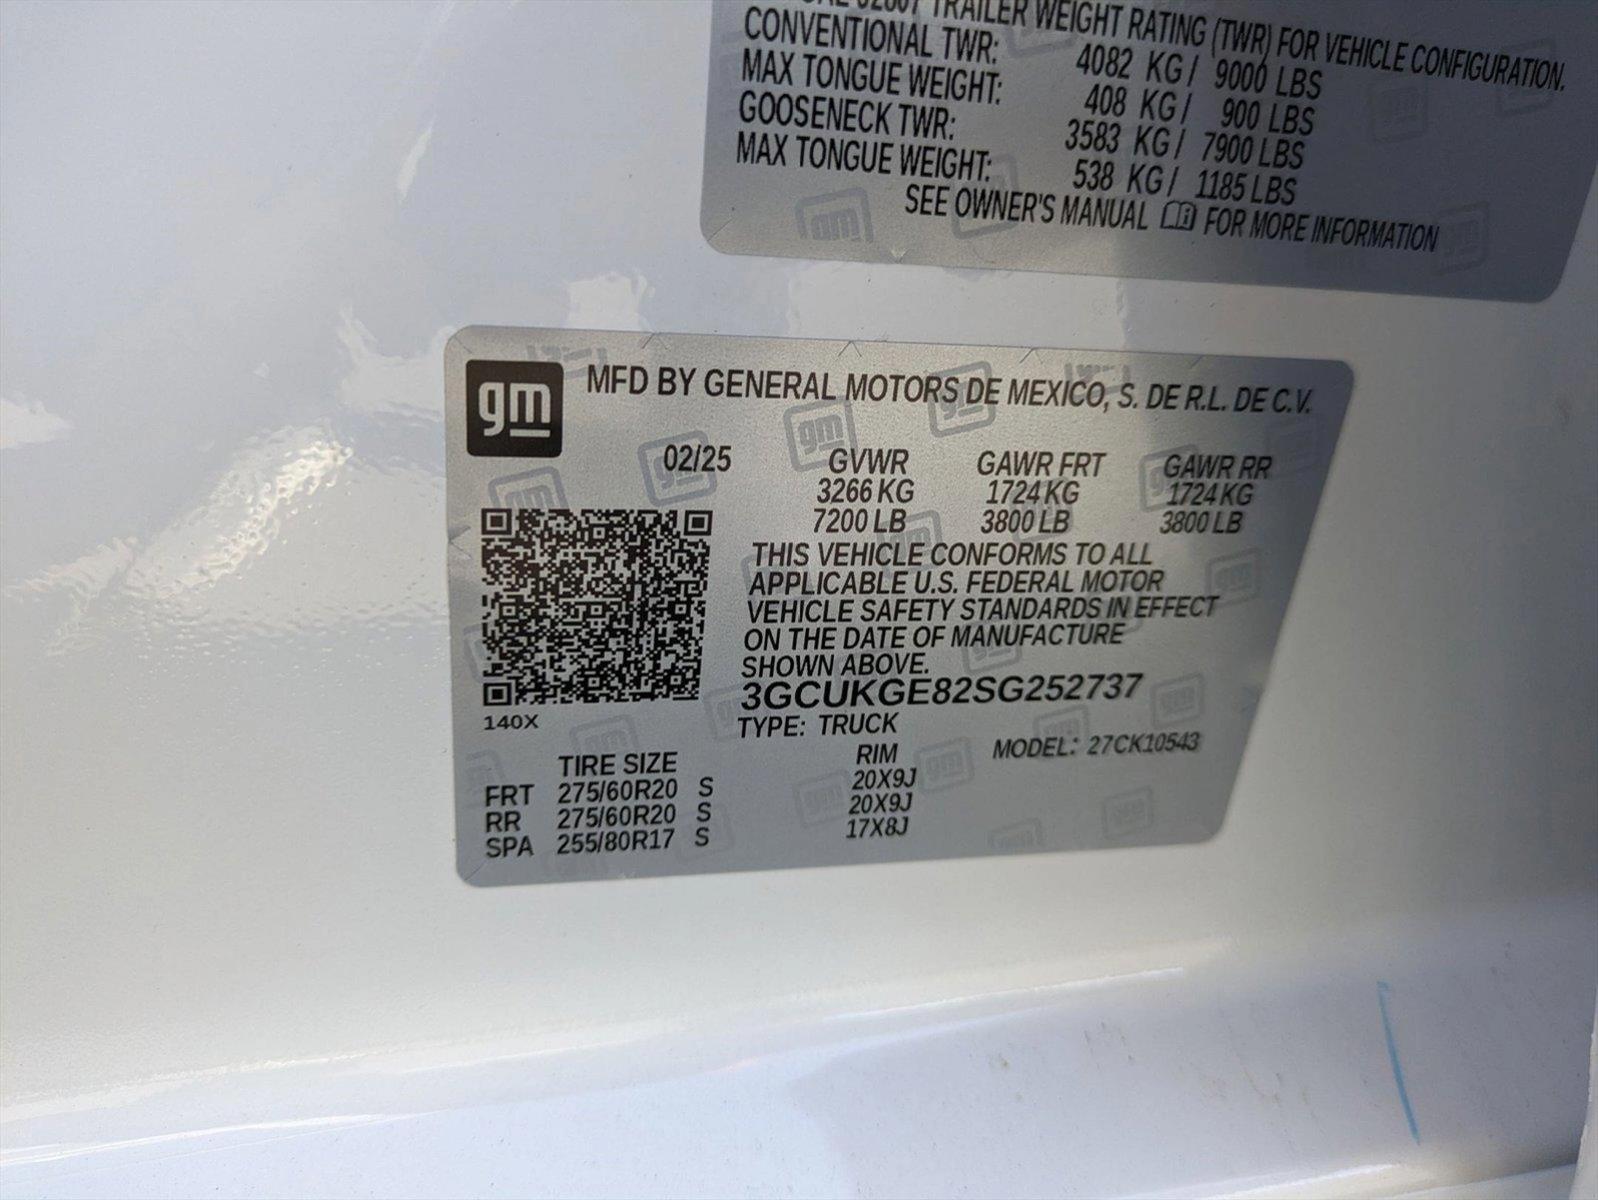 TRAILER WEIGHT RATING (TWR) FOR VEHICLE CONFIGURATION.
CONVENTIONAL TWR: 4082 KG / 9000 LBS
MAX TONGUE WEIGHT: 408 KG / 900 LBS
GOOSENECK TWR: 3583 KG / 7900 LBS
MAX TONGUE WEIGHT: 538 KG / 1185 LBS
SEE OWNER'S MANUAL FOR MORE INFORMATION
gm
MFD BY GENERAL MOTORS DE MEXICO, S. DE R.L. DE C.V.
02/25 GVWR GAWR FRT GAWR RR
3266 KG 1724 KG 1724 KG
7200 LB 3800 LB 3800 LB
THIS VEHICLE CONFORMS TO ALL
APPLICABLE U.S. FEDERAL MOTOR
VEHICLE SAFETY STANDARDS IN EFFECT
ON THE DATE OF MANUFACTURE
SHOWN ABOVE.
3GCUKGE82SG252737
140X
TYPE: TRUCK
MODEL: 27CK10543
TIRE SIZE RIM
FRT 275/60R20 S 20X9J
RR 275/60R20 S 20X9J
SPA 255/80R17 S 17X8J